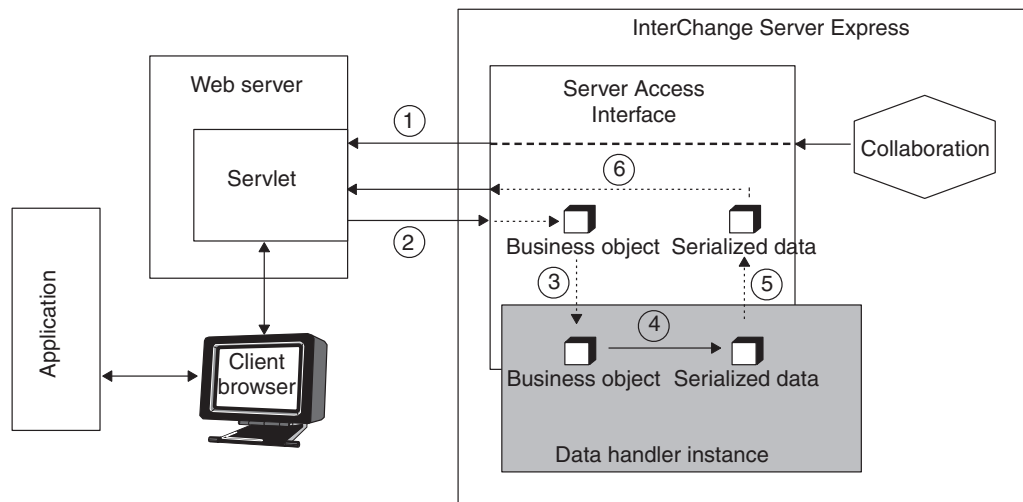 InterChange Server Express
Web server
Server Access
Interface
1
Collaboration
Servlet
6
2
Business object
Serialized data
3
5
Application
Client
browser
4
Business object
Serialized data
Data handler instance